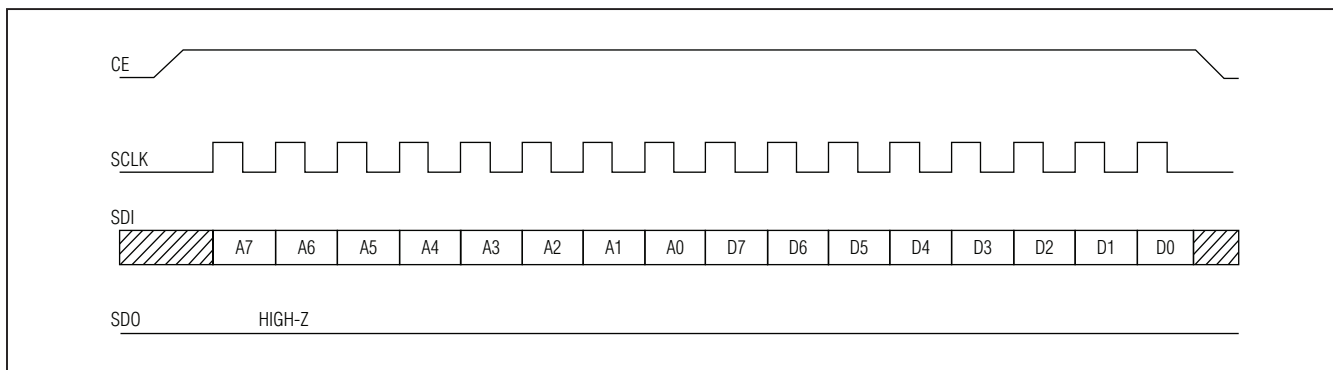 CE
SCLK
SDI
A7 A6 A5 A4 A3 A2 A1 A0 D7 D6 D5 D4 D3 D2 D1 D0
SDO HIGH-Z